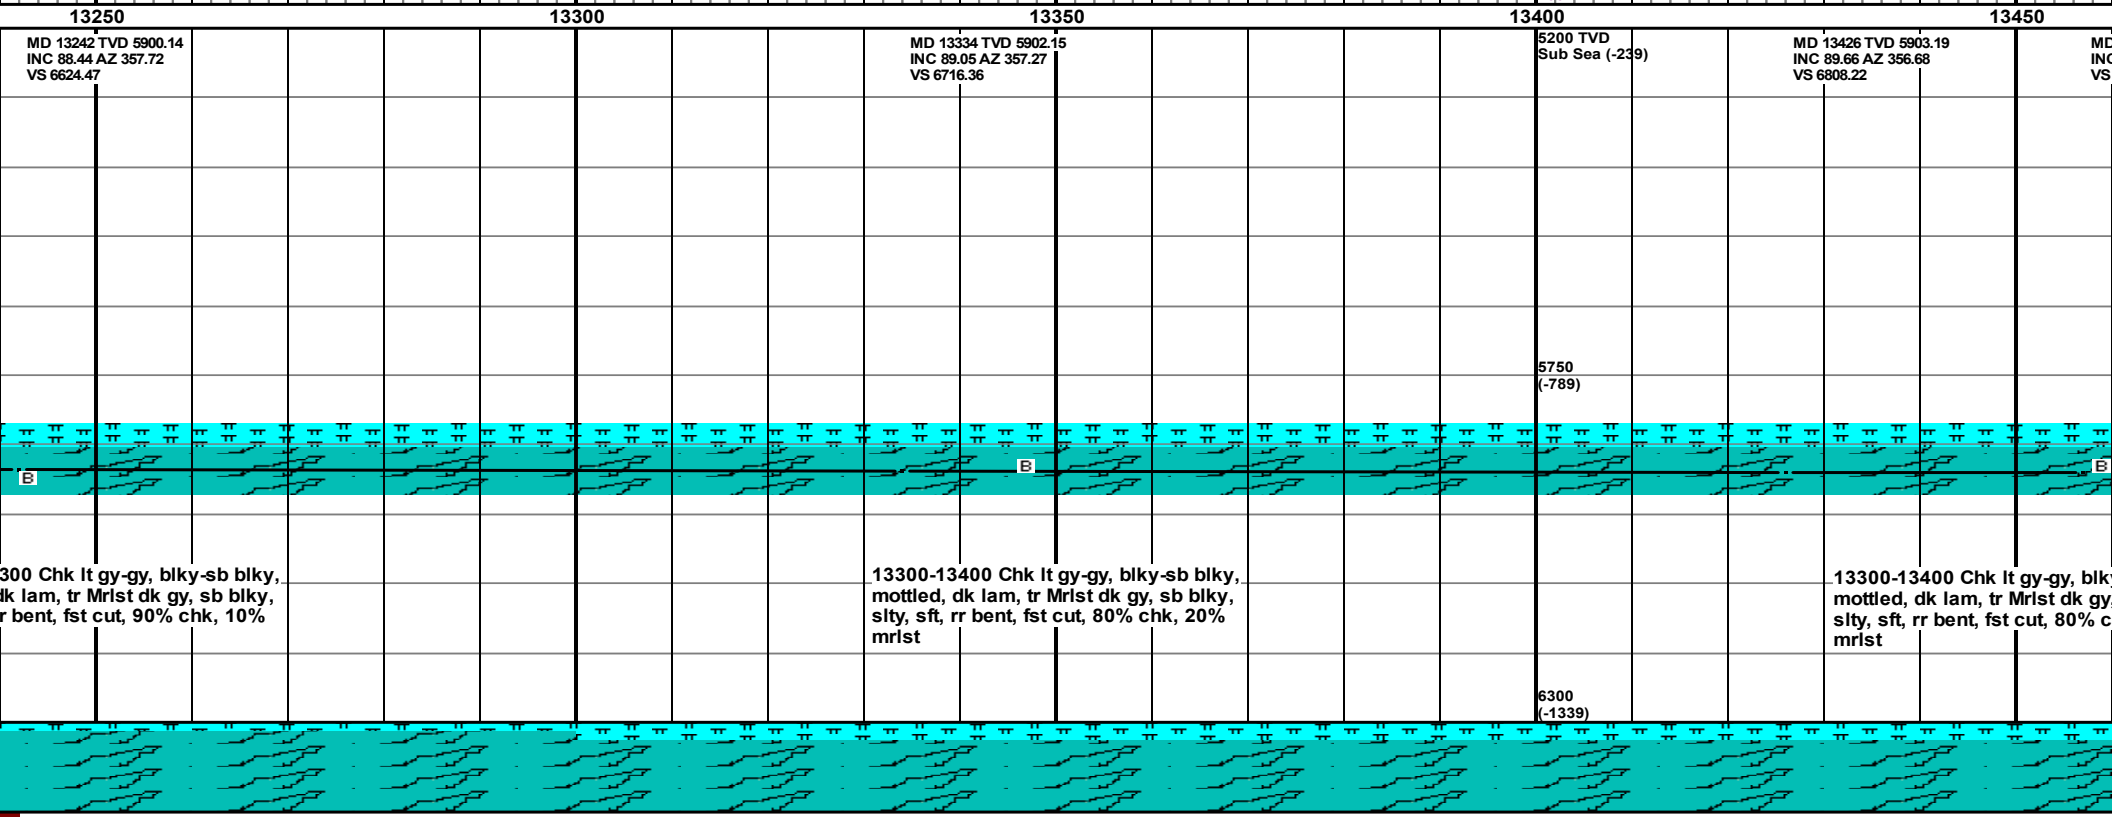 13250 13300 13350 13400 13450
MD 13242 TVD 5900.14
INC 88.44 AZ 357.72
VS 6624.47
MD 13334 TVD 5902.15
INC 89.05 AZ 357.27
VS 6716.36
5200 TVD
Sub Sea (-239)
MD 13426 TVD 5903.19
INC 89.66 AZ 356.68
VS 6808.22
MD
INC
VS
5750
(-789)
B
B
B
300 Chk lt gy-gy, blky-sb blky,
dk lam, tr Mrlst dk gy, sb blky,
r bent, fst cut, 90% chk, 10%
13300-13400 Chk lt gy-gy, blky-sb blky,
mottled, dk lam, tr Mrlst dk gy, sb blky,
slty, sft, rr bent, fst cut, 80% chk, 20%
mrlst
13300-13400 Chk lt gy-gy, blky
mottled, dk lam, tr Mrlst dk gy,
slty, sft, rr bent, fst cut, 80% c
mrlst
6300
(-1339)